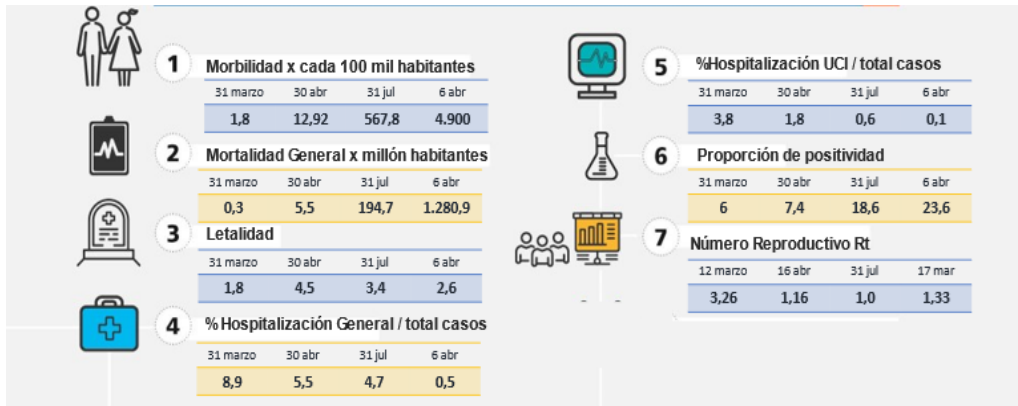 1 Morbilidad x cada 100 mil habitantes
31 marzo 30 abr 31 jul 6 abr
1,8 12,92 567,8 4.900
2 Mortalidad General x millón habitantes
31 marzo 30 abr 31 jul 6 abr
0,3 5,5 194,7 1.280,9
3 Letalidad
31 marzo 30 abr 31 jul 6 abr
1,8 4,5 3,4 2,6
4 % Hospitalización General / total casos
31 marzo 30 abr 31 jul 6 abr
8,9 5,5 4,7 0,5
5 %Hospitalización UCI / total casos
31 marzo 30 abr 31 jul 6 abr
3,8 1,8 0,6 0,1
6 Proporción de positividad
31 marzo 30 abr 31 jul 6 abr
6 7,4 18,6 23,6
7 Número Reproductivo Rt
12 marzo 16 abr 31 jul 17 mar
3,26 1,16 1,0 1,33